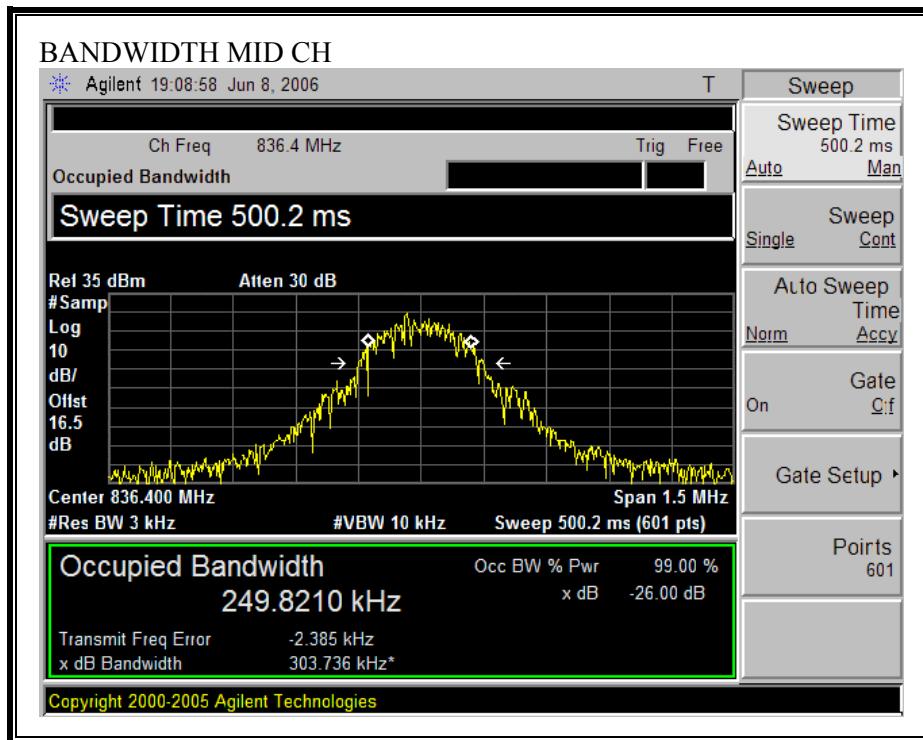 BANDWIDTH MID CH
Agilent 19:08:58 Jun 8, 2006 T
Ch Freq 836.4 MHz Trig Free
Occupied Bandwidth
Sweep Time 500.2 ms
Ref 35 dBm Atten 30 dB
#Samp
Log
10
dB/
Offst
16.5
dB
Center 836.400 MHz Span 1.5 MHz
#Res BW 3 kHz #VBW 10 kHz Sweep 500.2 ms (601 pts)
Occupied Bandwidth Occ BW % Pwr 99.00 %
249.8210 kHz x dB -26.00 dB
Transmit Freq Error -2.385 kHz
x dB Bandwidth 303.736 kHz*
Copyright 2000-2005 Agilent Technologies
Sweep
Sweep Time
500.2 ms
Auto Man
Sweep
Single Cont
Auto Sweep
Time
Norm Accy
Gate
On Off
Gate Setup
Points
601